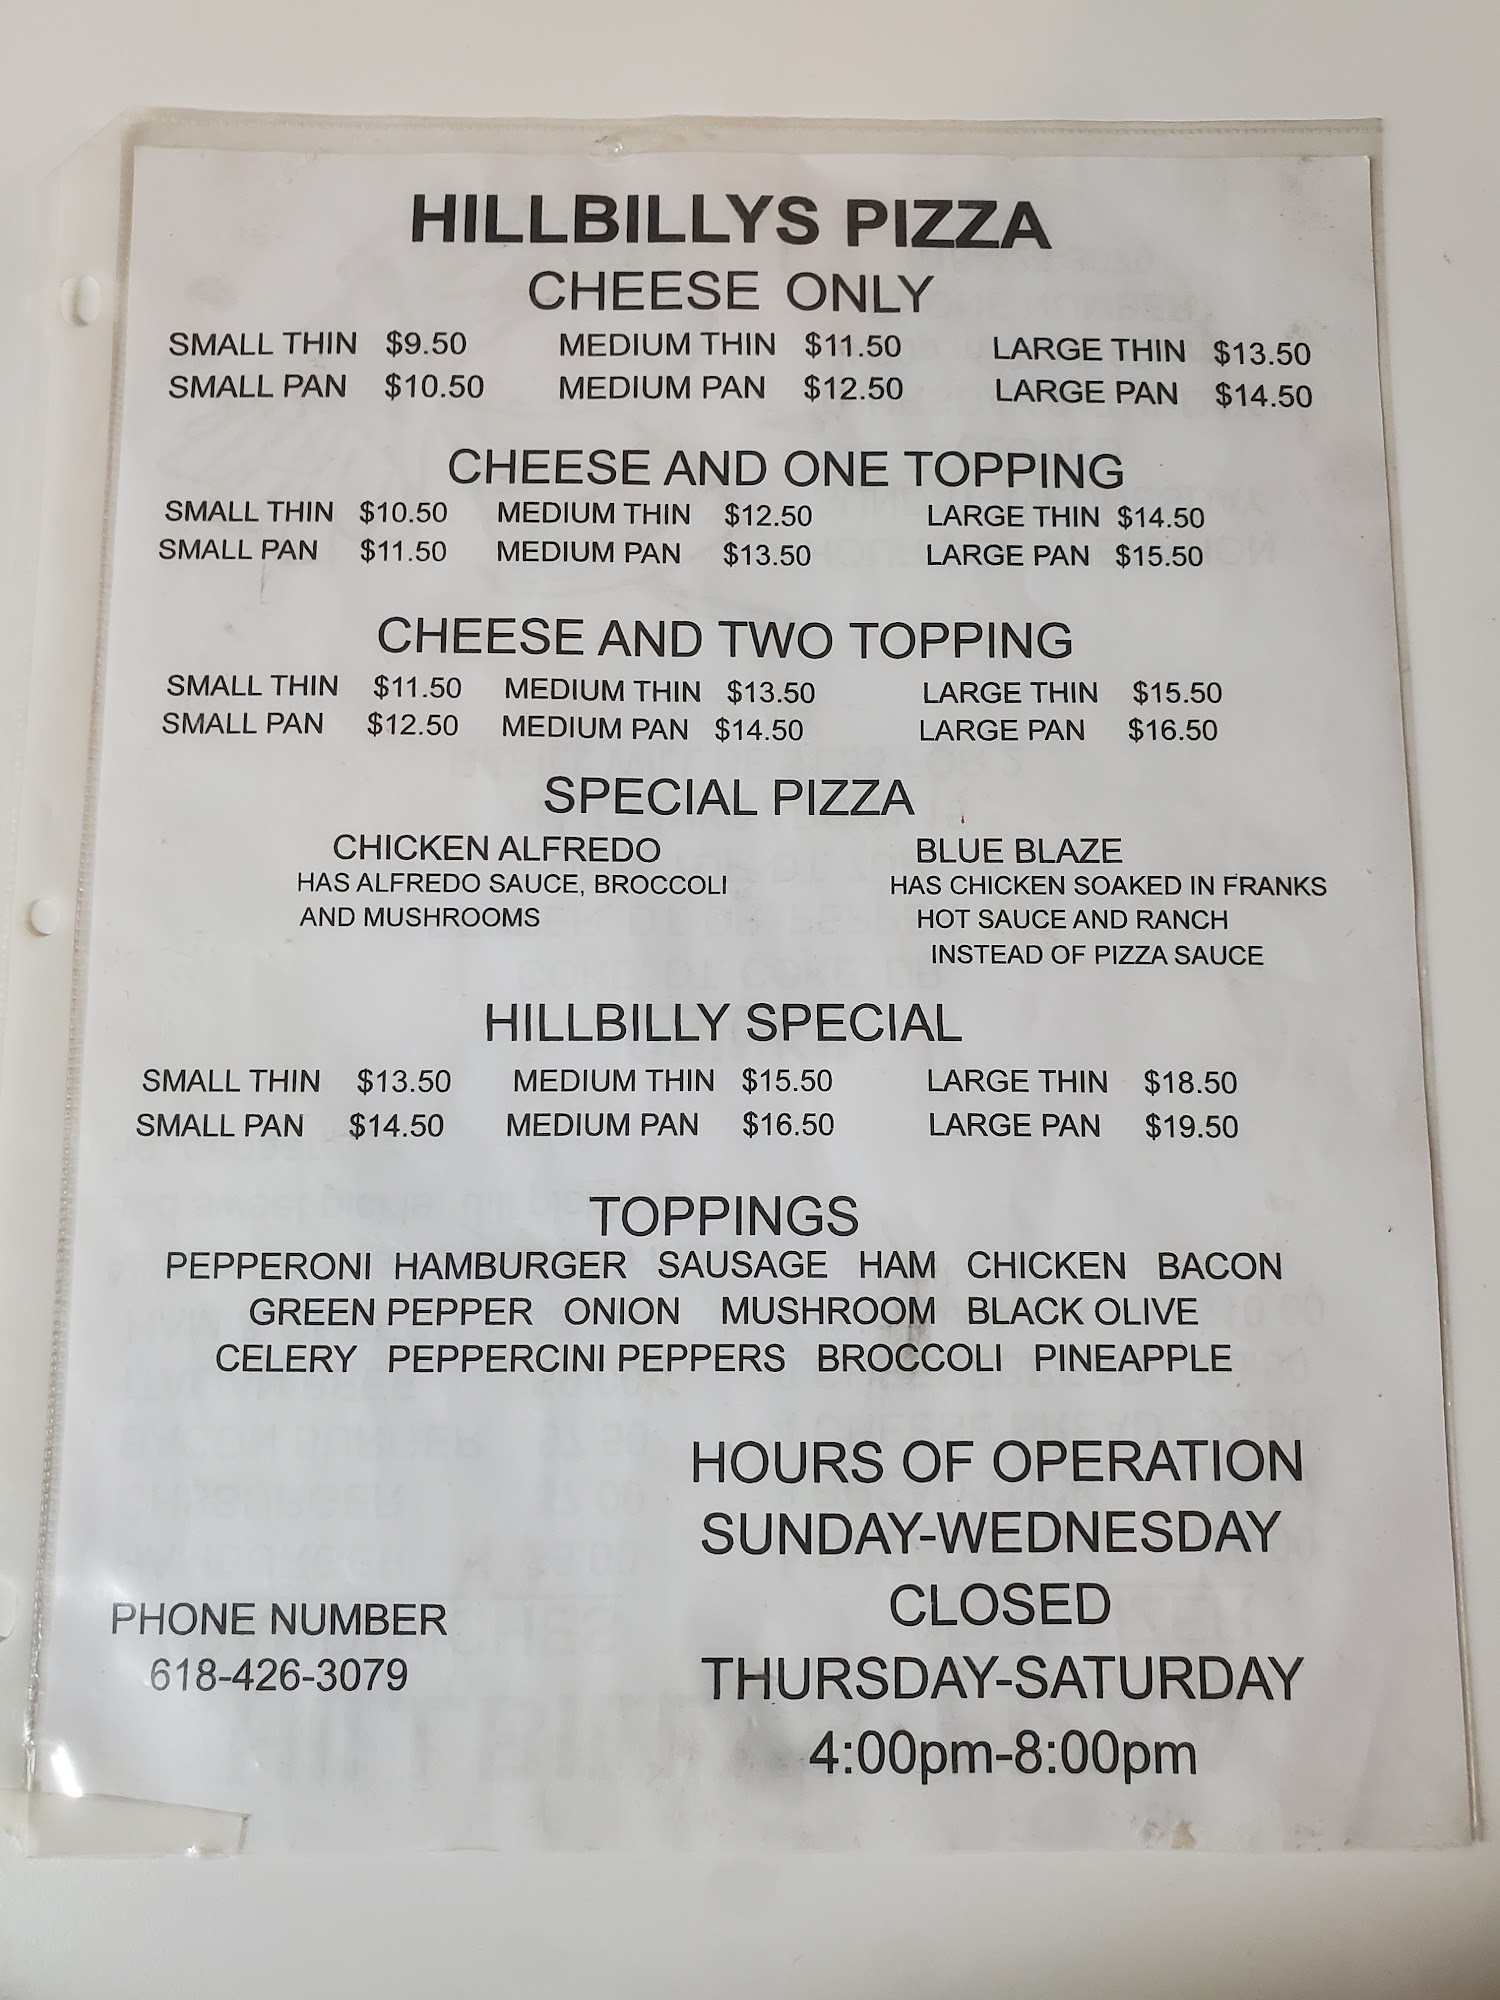 HILLBILLYS PIZZA
CHEESE ONLY
SMALL THIN $9.50 MEDIUM THIN $11.50 LARGE THIN $13.50
SMALL PAN $10.50 MEDIUM PAN $12.50 LARGE PAN $14.50
CHEESE AND ONE TOPPING
SMALL THIN $10.50 MEDIUM THIN $12.50 LARGE THIN $14.50
SMALL PAN $11.50 MEDIUM PAN $13.50 LARGE PAN $15.50
CHEESE AND TWO TOPPING
SMALL THIN $11.50 MEDIUM THIN $13.50 LARGE THIN $15.50
SMALL PAN $12.50 MEDIUM PAN $14.50 LARGE PAN $16.50
SPECIAL PIZZA
CHICKEN ALFREDO
HAS ALFREDO SAUCE, BROCCOLI
AND MUSHROOMS
BLUE BLAZE
HAS CHICKEN SOAKED IN FRANKS
HOT SAUCE AND RANCH
INSTEAD OF PIZZA SAUCE
HILLBILLY SPECIAL
SMALL THIN $13.50 MEDIUM THIN $15.50 LARGE THIN $18.50
SMALL PAN $14.50 MEDIUM PAN $16.50 LARGE PAN $19.50
TOPPINGS
PEPPERONI HAMBURGER SAUSAGE HAM CHICKEN BACON
GREEN PEPPER ONION MUSHROOM BLACK OLIVE
CELERY PEPPERCINI PEPPERS BROCCOLI PINEAPPLE
HOURS OF OPERATION
SUNDAY-WEDNESDAY
CLOSED
THURSDAY-SATURDAY
4:00pm-8:00pm
PHONE NUMBER
618-426-3079